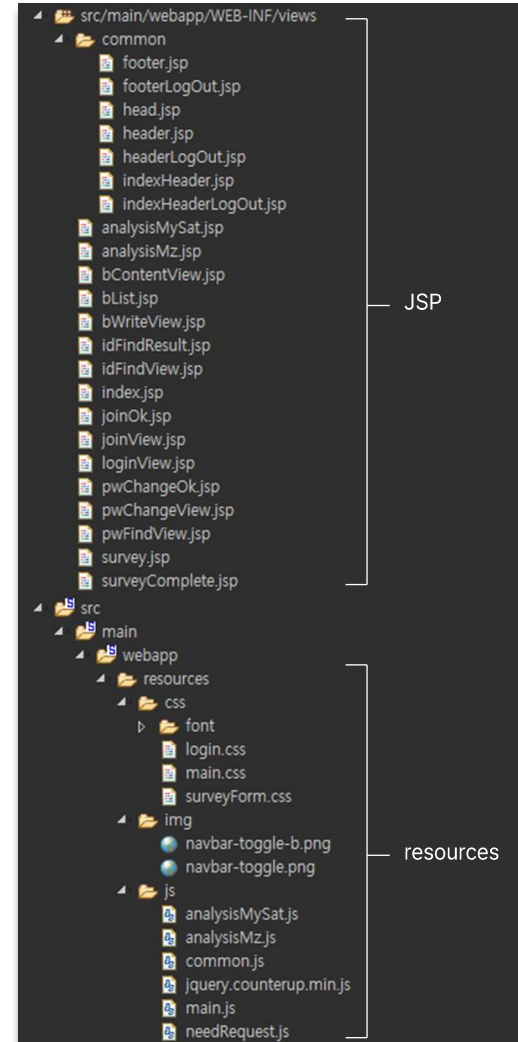 src/main/webapp/WEB-INF/views
common
footer.jsp
footerLogOut.jsp
head.jsp
header.jsp
headerLogOut.jsp
indexHeader.jsp
indexHeaderLogOut.jsp
analysisMySat.jsp
analysisMz.jsp
bContentView.jsp
bList.jsp
JSP
bWriteView.jsp
idFindResult.jsp
idFindView.jsp
index.jsp
joinOk.jsp
joinView.jsp
loginView.jsp
pwChangeOk.jsp
pwChangeView.jsp
pwFindView.jsp
survey.jsp
surveyComplete.jsp
src
main
webapp
resources
css
font
login.css
main.css
surveyForm.css
img
navbar-toggle-b.png
resources
navbar-toggle.png
js
analysisMySat.js
analysisMz.js
common.js
jquery.counterup.min.js
main.js
needRequest.js